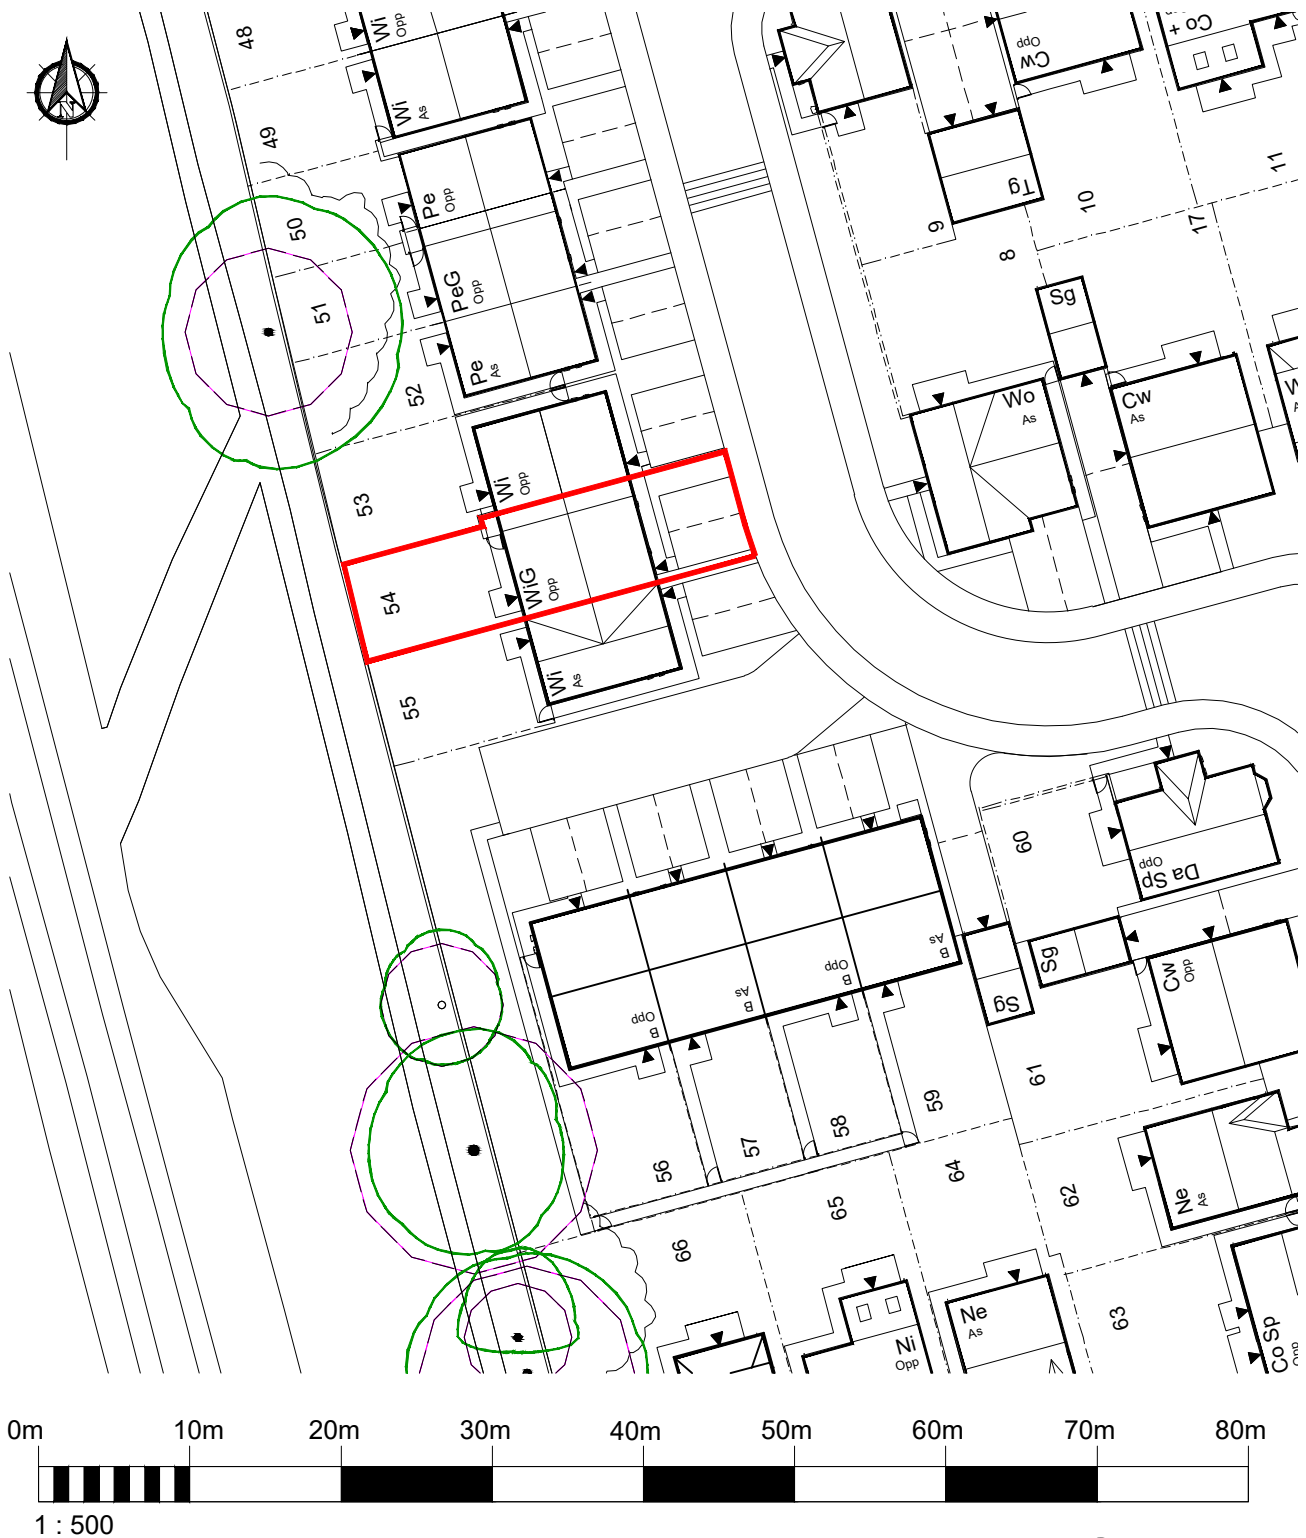 48
Wi
Opp
Cw
Opp
Co +
N
Wi
As
49
Tg
11
Pe
Opp
10
9
17
50
8
PeG
Opp
51
Sg
Pe
As
52
Wo
As
Cw
As
W
A
53
Wi
Opp
WiG
Opp
54
Wi
As
55
60
Da Sp
Opp
B
Opp
B
As
B
Opp
B
As
Sg
Sg
Cw
Opp
61
59
58
57
56
64
62
65
66
Ne
As
63
Ne
As
Ni
Opp
Co Sp
Opp
0m 10m 20m 30m 40m 50m 60m 70m 80m
1 : 500